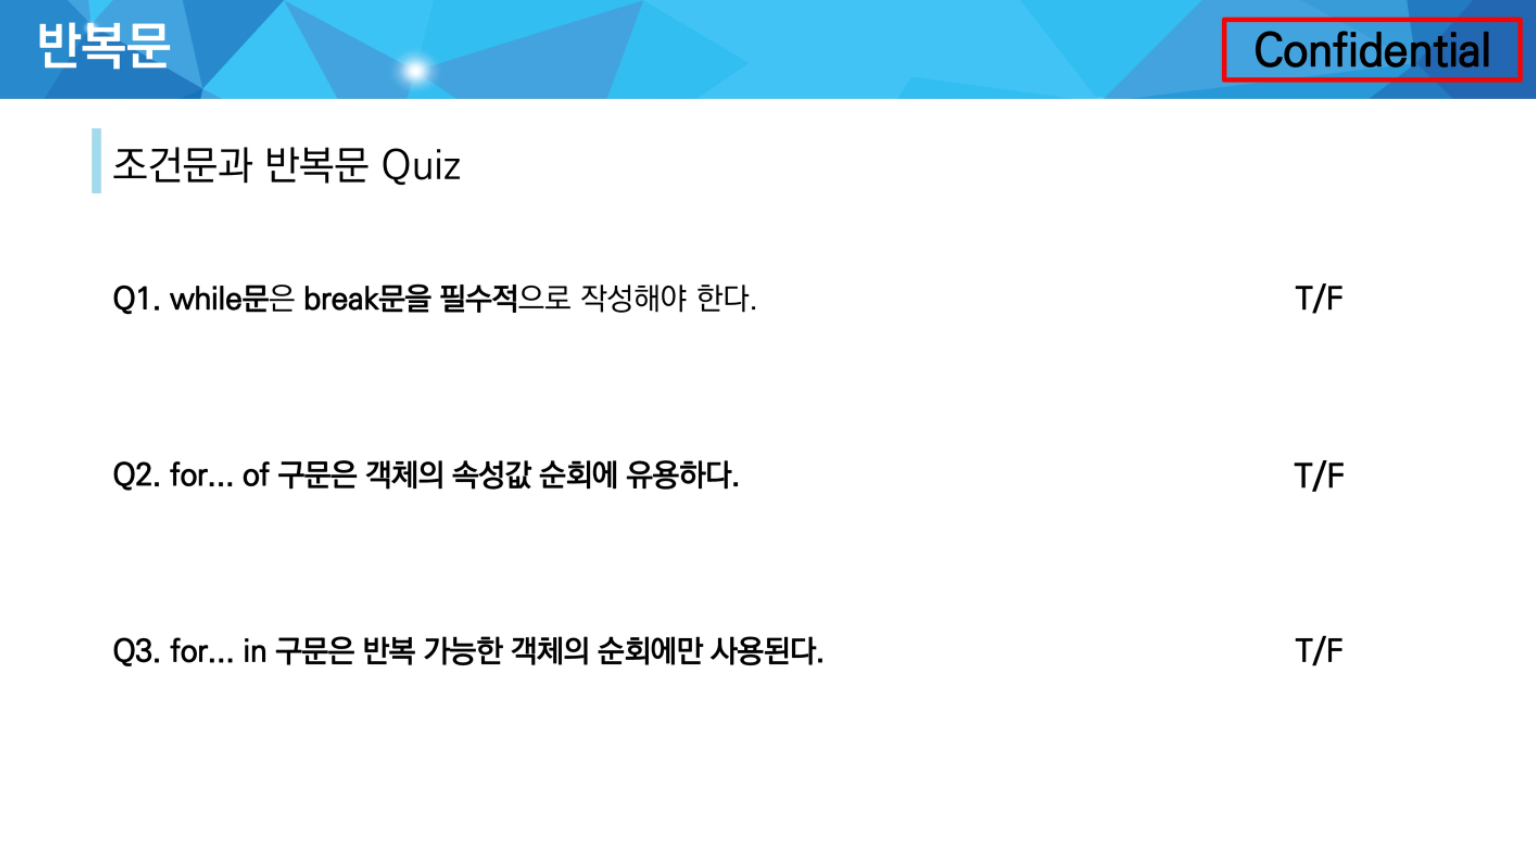 반복문
Confidential
조건문과 반복문 Quiz
Q1. while문은 break문을 필수적으로 작성해야 한다.
T/F
Q2. for... of 구문은 객체의 속성값 순회에 유용하다.
T/F
Q3. for... in 구문은 반복 가능한 객체의 순회에만 사용된다.
T/F